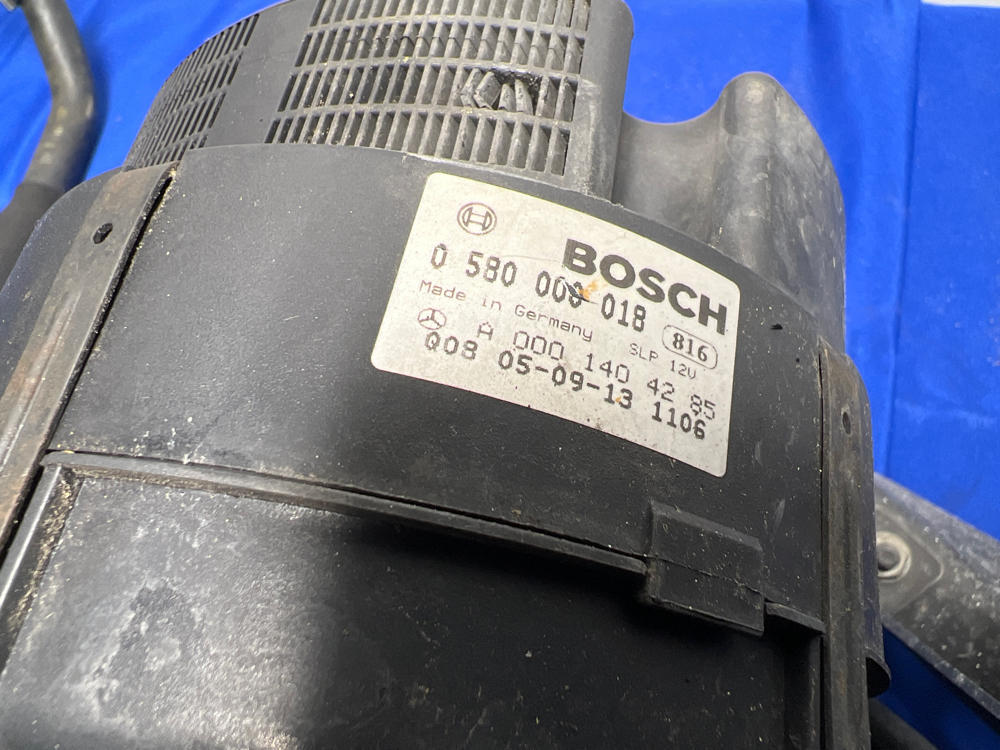 BOSCH
0 580 000 018
Made in Germany SLP 12V 816
A 000 140 42 85
Q08 05-09-13 1106